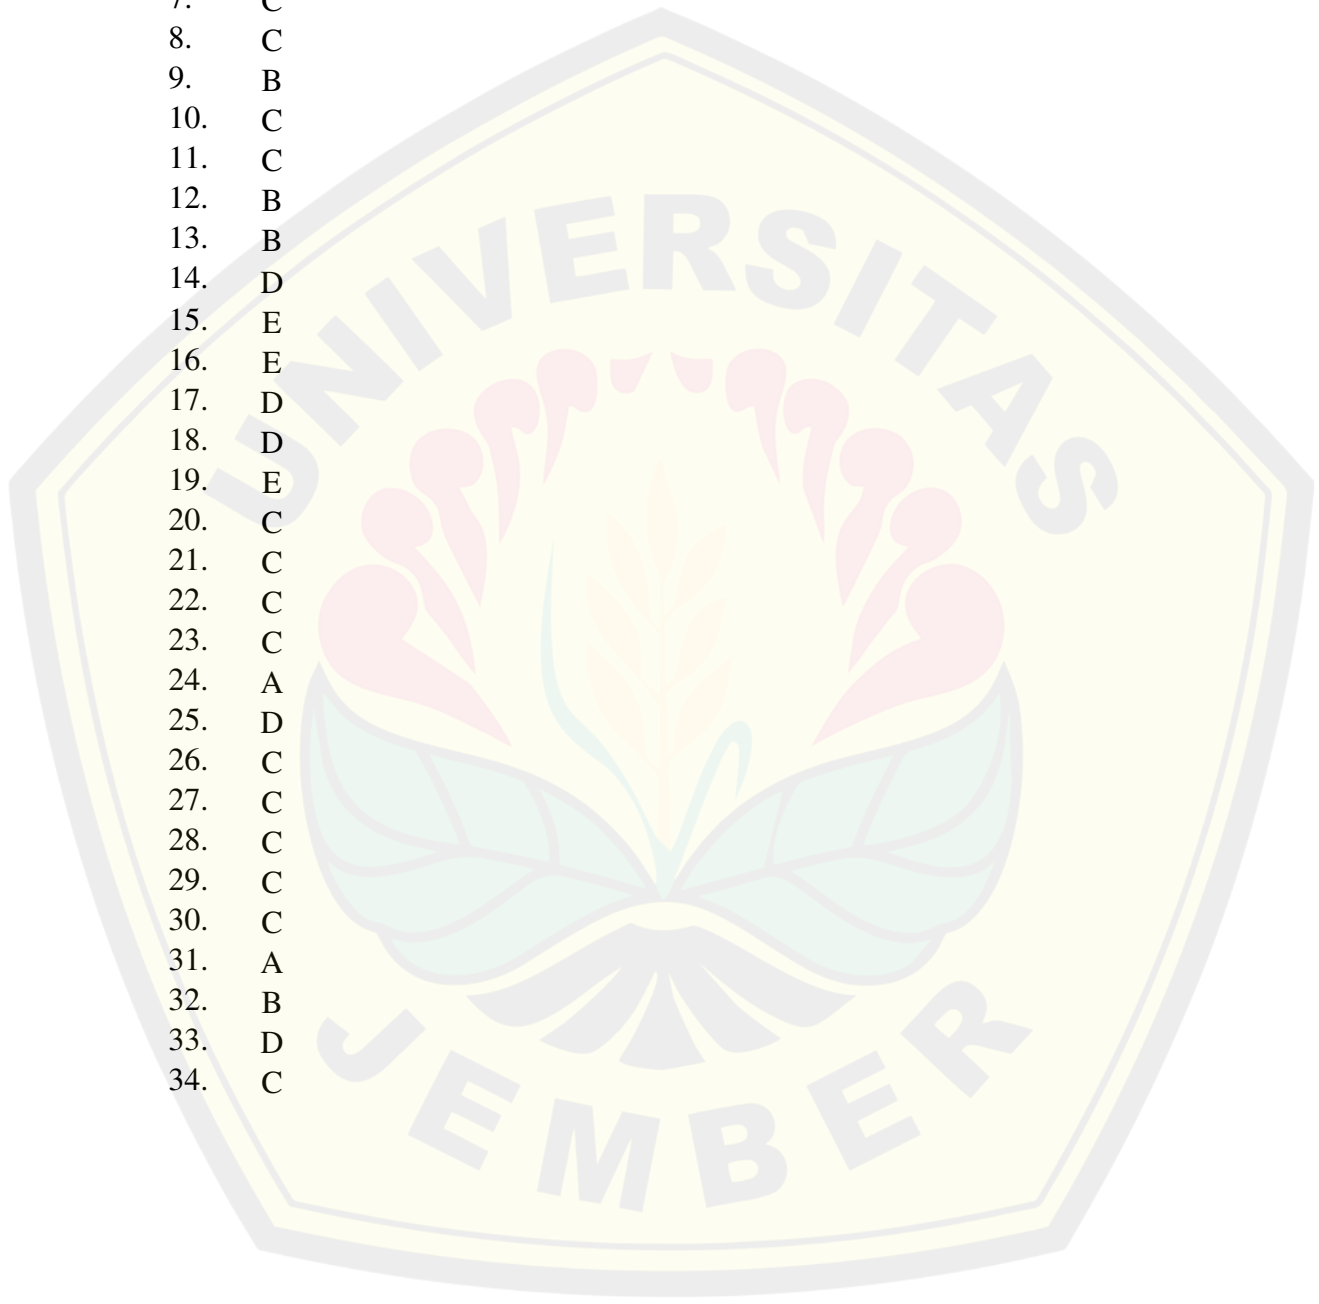 7. C
8. C
9. B
10. C
11. C
12. B
13. B
14. D
15. E
16. E
17. D
18. D
19. E
20. C
21. C
22. C
23. C
24. A
25. D
26. C
27. C
28. C
29. C
30. C
31. A
32. B
33. D
34. C
UNIVERSITAS
JEMBER